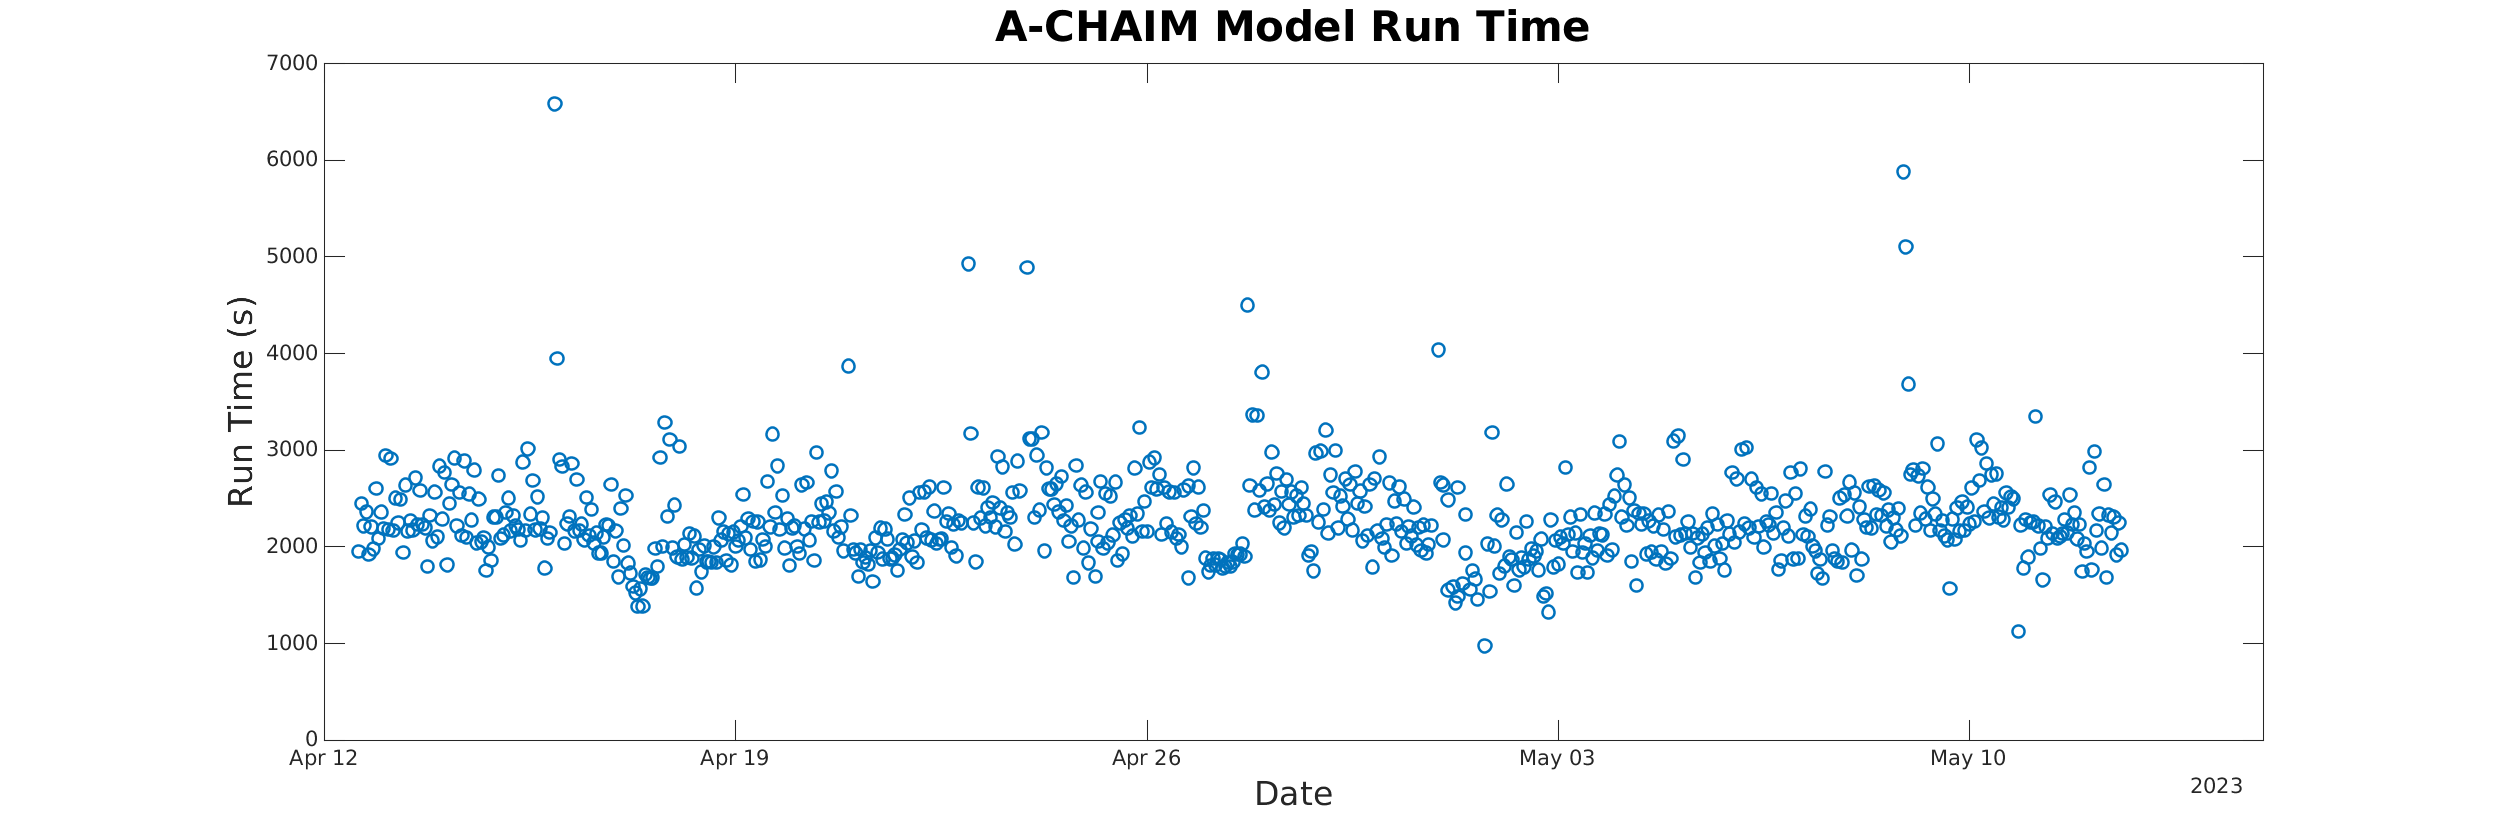 A-CHAIM Model Run Time
7000
6000
5000
4000
3000
2000
1000
0
Run Time (s)
Apr 12 Apr 19 Apr 26 May 03 May 10
2023
Date